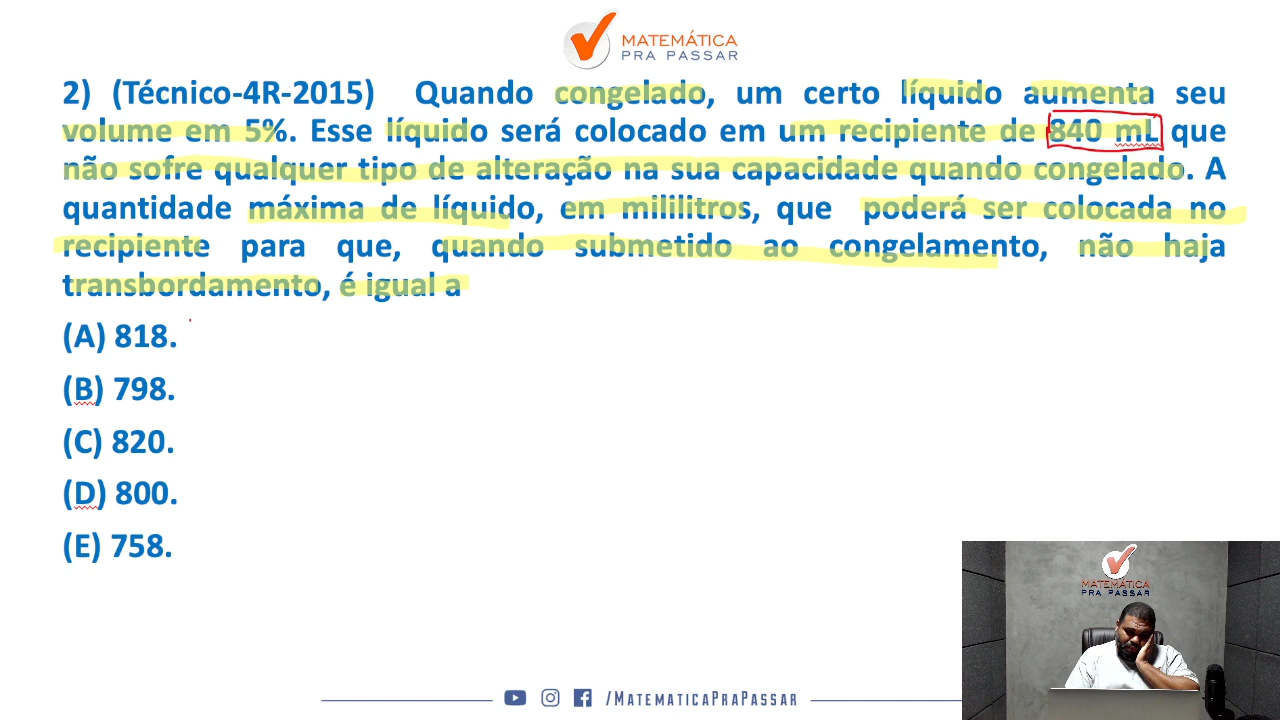 MATEMÁTICA
PRA PASSAR
2) (Técnico-4R-2015) Quando congelado, um certo líquido aumenta seu
volume em 5%. Esse líquido será colocado em um recipiente de 840 mL que
não sofre qualquer tipo de alteração na sua capacidade quando congelado. A
quantidade máxima de líquido, em mililitros, que poderá ser colocada no
recipiente para que, quando submetido ao congelamento, não haja
transbordamento, é igual a
(A) 818.
(B) 798.
(C) 820.
(D) 800.
(E) 758.
MATEMÁTICA
PRA PASSAR
/MATEMATICAPRAPASSAR